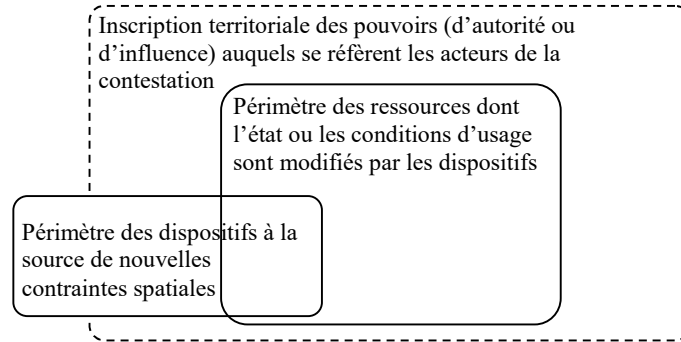 Inscription territoriale des pouvoirs (d’autorité ou
d’influence) auquels se réfèrent les acteurs de la
contestation
Périmètre des ressources dont
l’état ou les conditions d’usage
sont modifiés par les dispositifs
Périmètre des dispositifs à la
source de nouvelles
contraintes spatiales